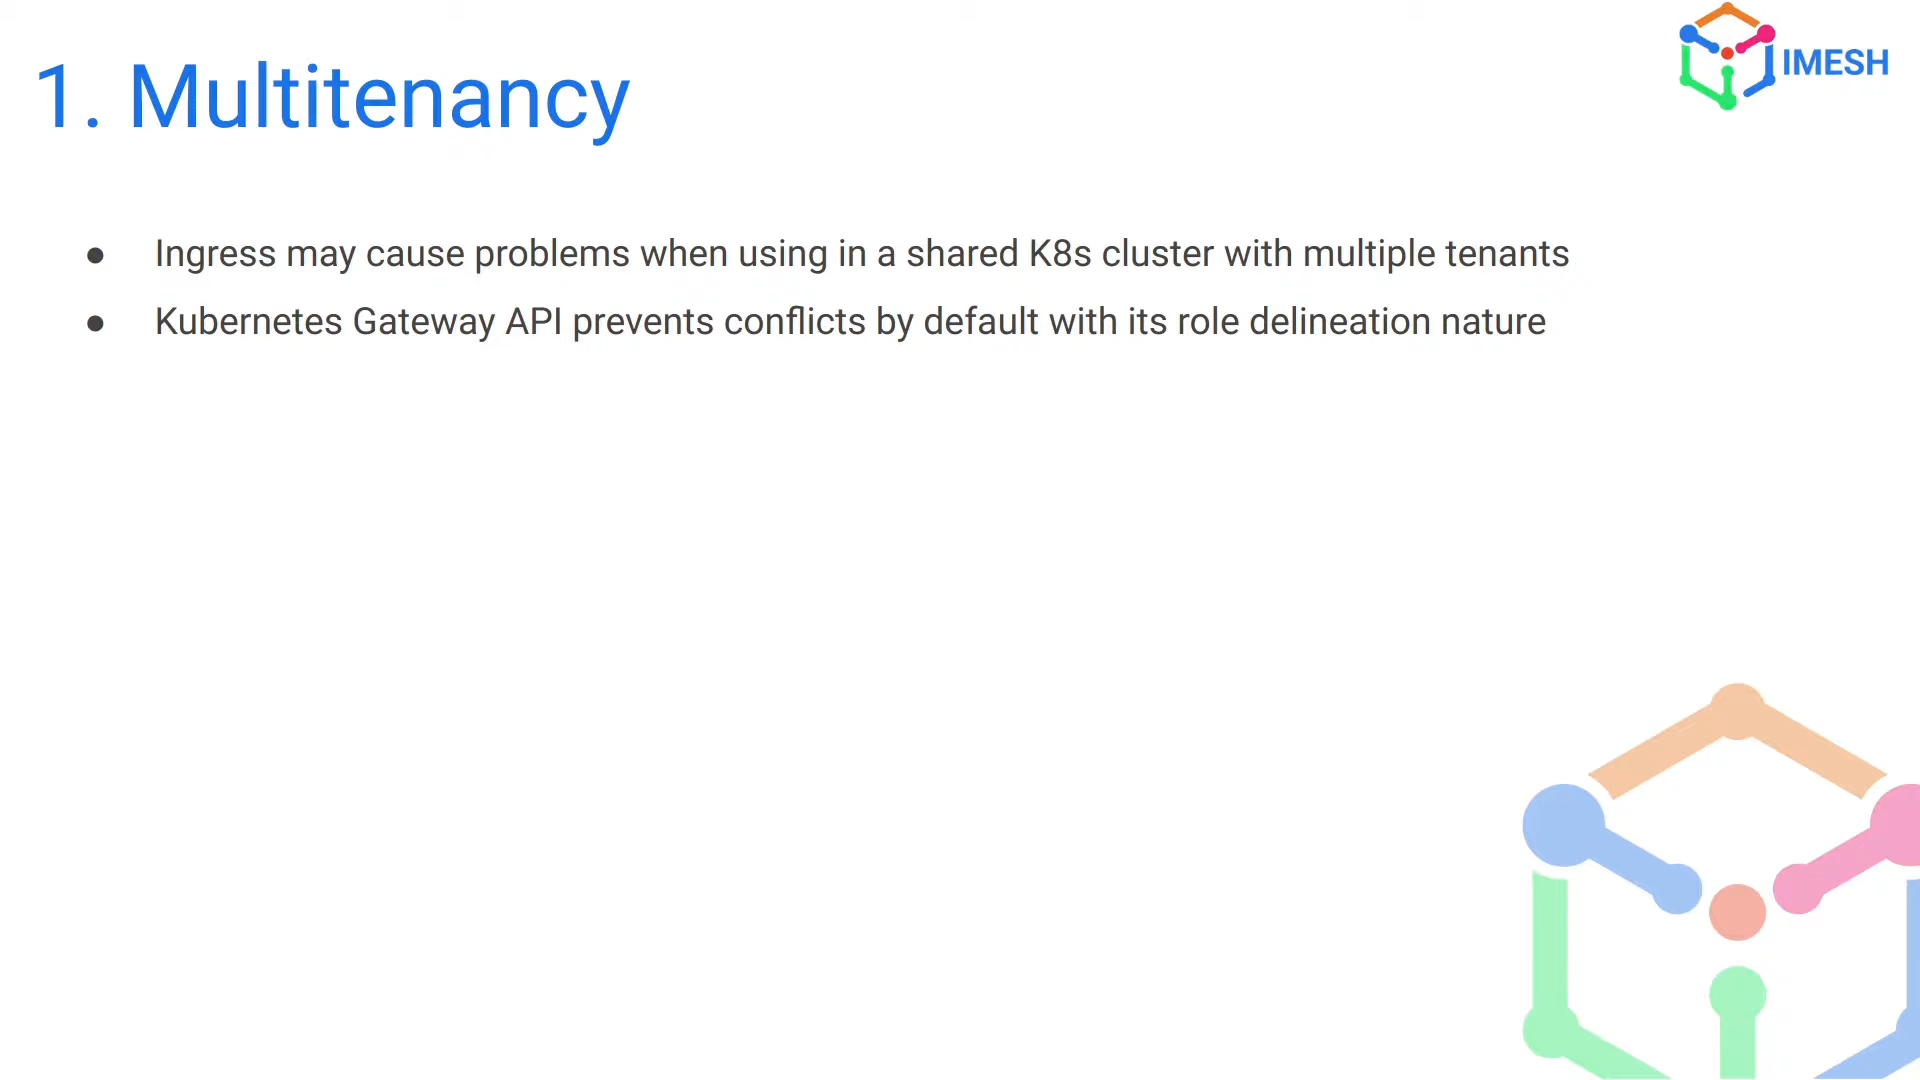 1. Multitenancy
IMESH
● Ingress may cause problems when using in a shared K8s cluster with multiple tenants
● Kubernetes Gateway API prevents conflicts by default with its role delineation nature